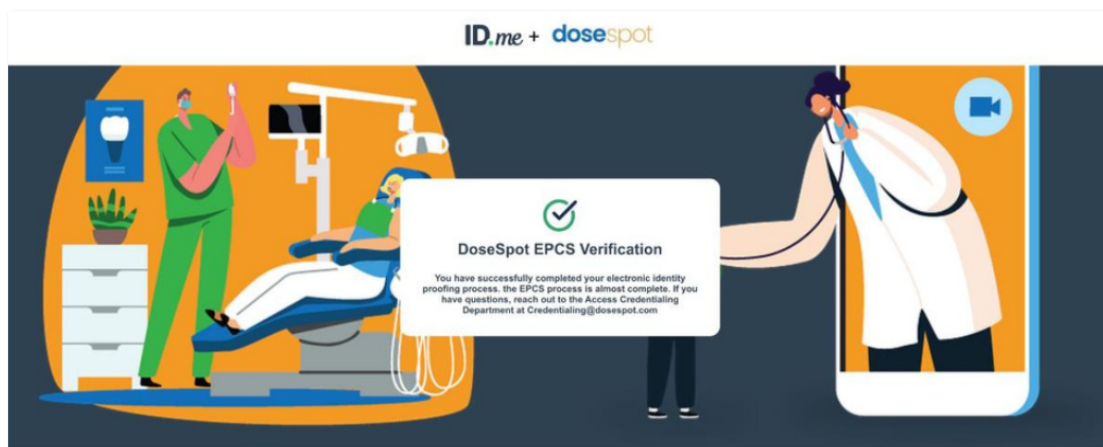 ID.me + dosespot
DoseSpot EPCS Verification
You have successfully completed your electronic identity
proofing process. the EPCS process is almost complete. If you
have questions, reach out to the Access Credentialing
Department at Credentialing@dosespot.com